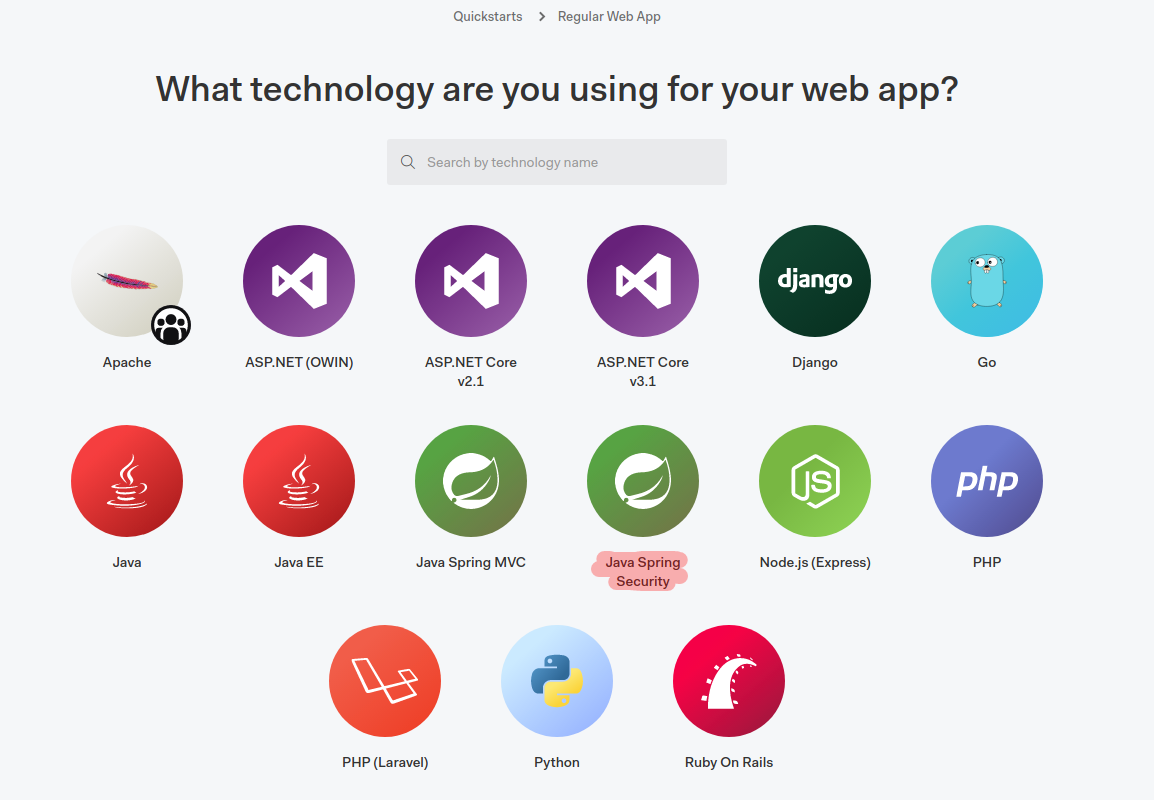 Quickstarts > Regular Web App
What technology are you using for your web app?
Search by technology name
django
Apache
ASP.NET (OWIN)
ASP.NET Core
v2.1
ASP.NET Core
v3.1
Django
Go
JS
php
Java
Java EE
Java Spring MVC
Java Spring
Security
Node.js (Express)
PHP
PHP (Laravel)
Python
Ruby On Rails